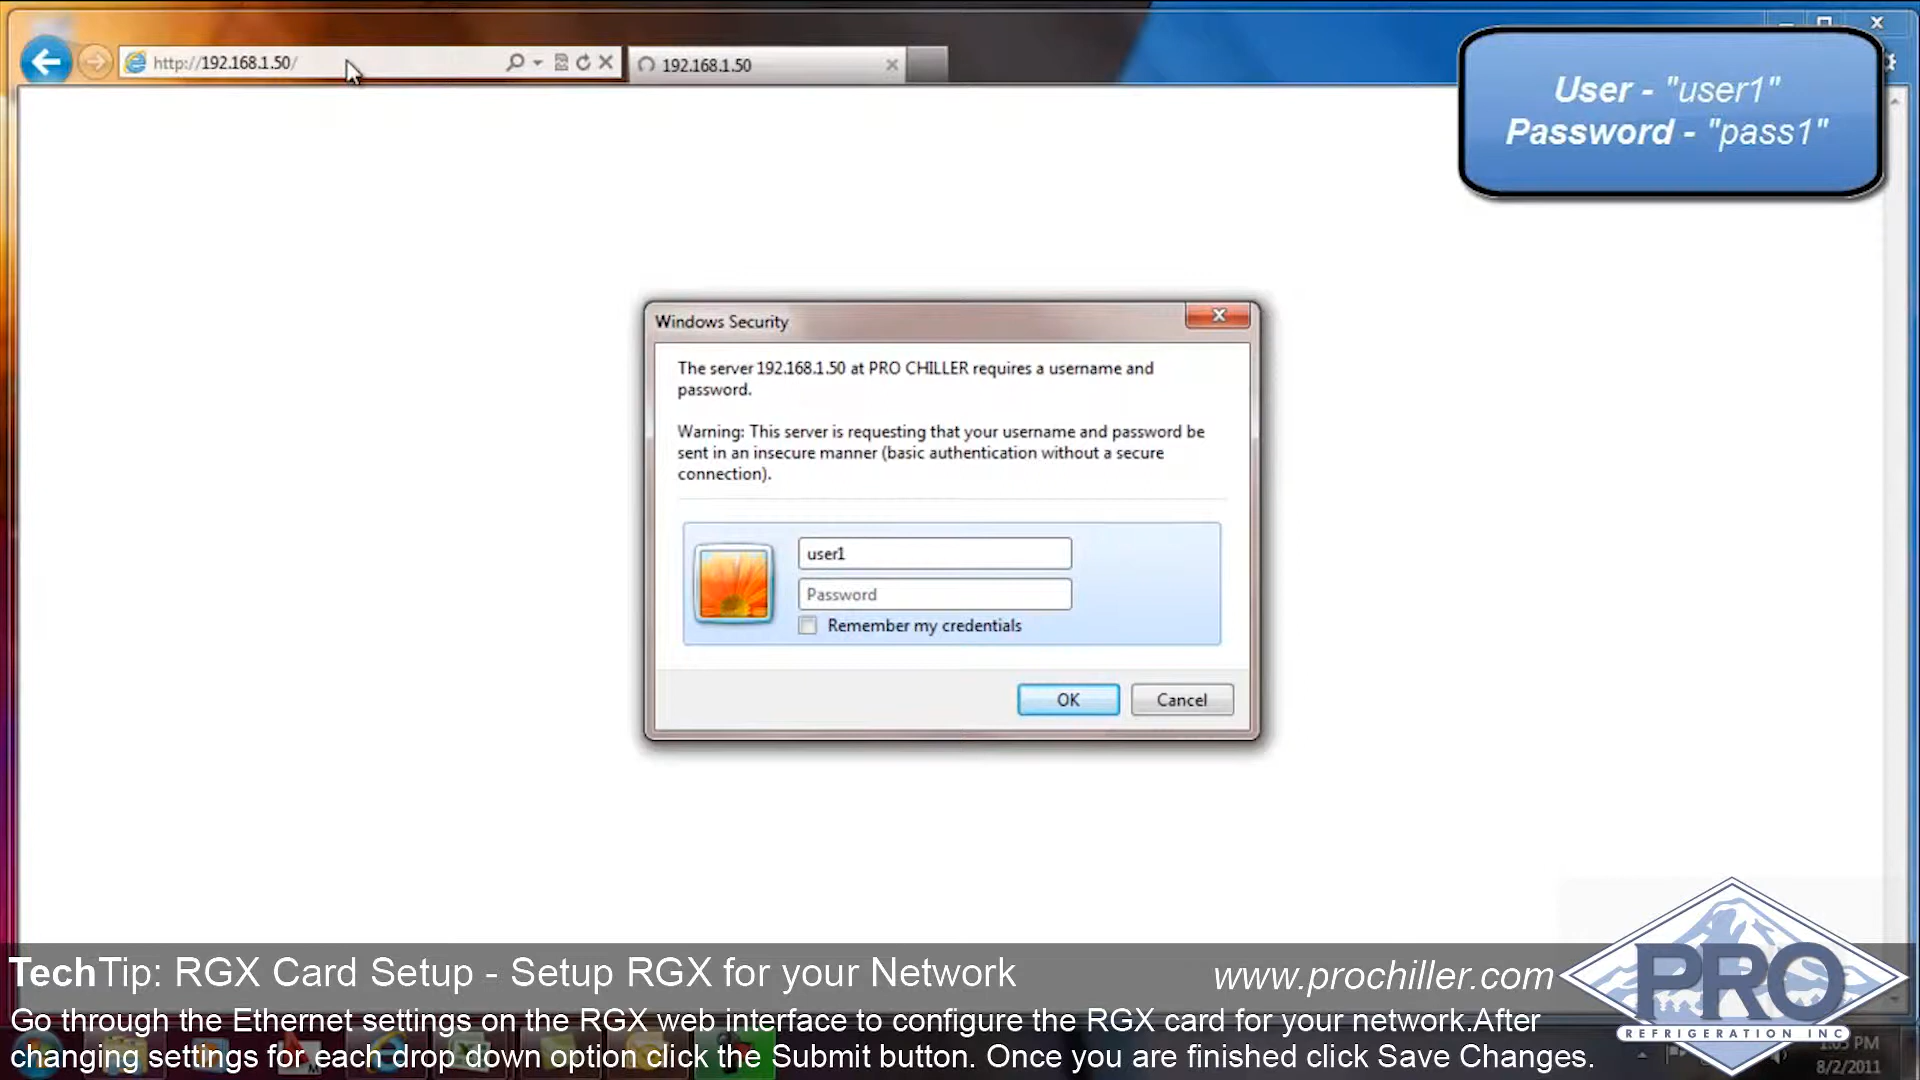 http://192.168.1.50/
192.168.1.50
User - "user1"
Password - "pass1"
Windows Security
The server 192.168.1.50 at PRO CHILLER requires a username and
password.
Warning: This server is requesting that your username and password be
sent in an insecure manner (basic authentication without a secure
connection).
user1
Password
Remember my credentials
OK
Cancel
TechTip: RGX Card Setup - Setup RGX for your Network
www.prochiller.com
PRO
REFRIGERATION INC
Go through the Ethernet settings on the RGX web interface to configure the RGX card for your network.After
changing settings for each drop down option click the Submit button. Once you are finished click Save Changes.
1:05 PM
8/2/2011